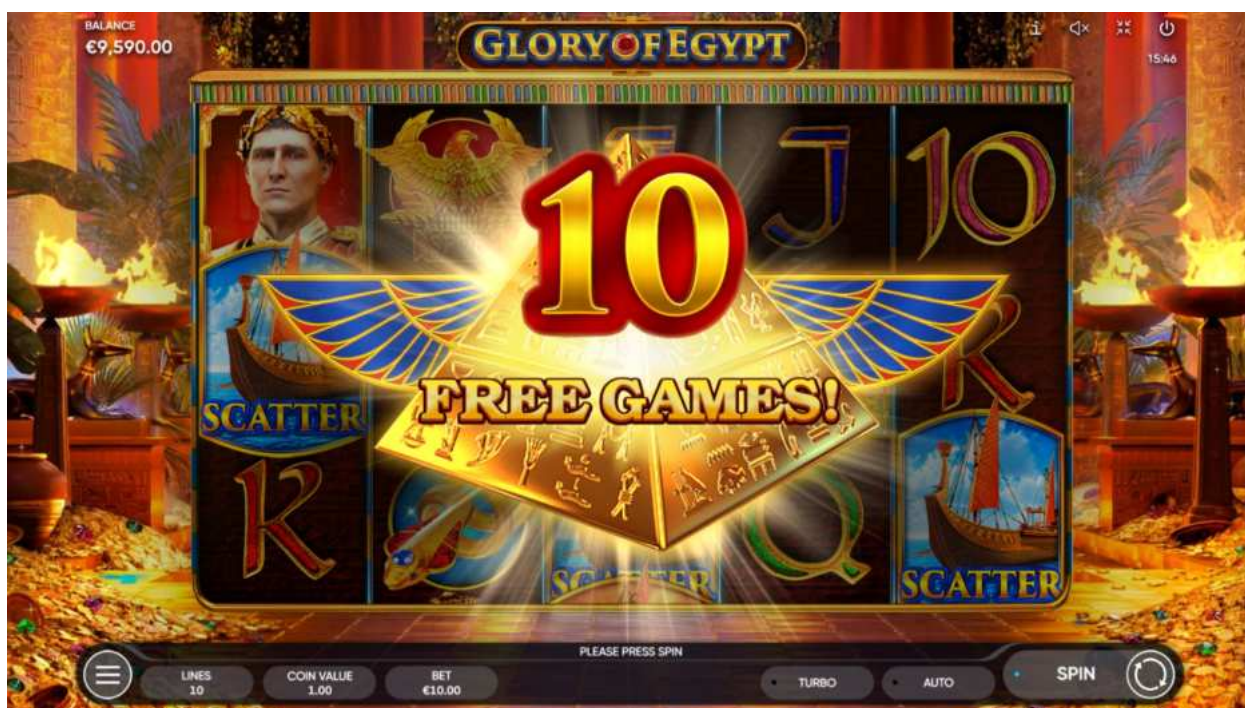 BALANCE
€9,590.00
GLORY OF EGYPT
15:46
J
10
10
FREE GAMES!
K
SCATTER
K
SCATTER
Q
SCATTER
PLEASE PRESS SPIN
LINES
10
COIN VALUE
1.00
BET
€10.00
TURBO
AUTO
SPIN